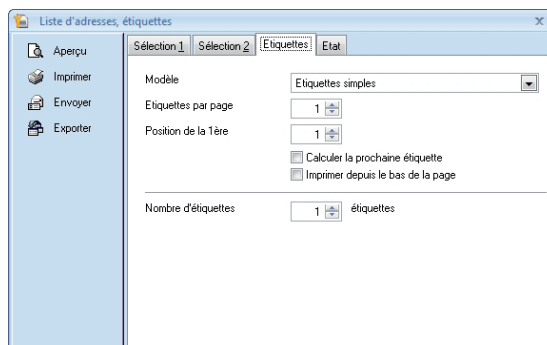 Liste d'adresses, étiquettes
Aperçu
Imprimer
Envoyer
Exporter
Sélection 1 Sélection 2 Etiquettes Etat
Modèle Etiquettes simples
Etiquettes par page 1
Position de la 1ère 1
Calculer la prochaine étiquette
Imprimer depuis le bas de la page
Nombre d'étiquettes 1 étiquettes